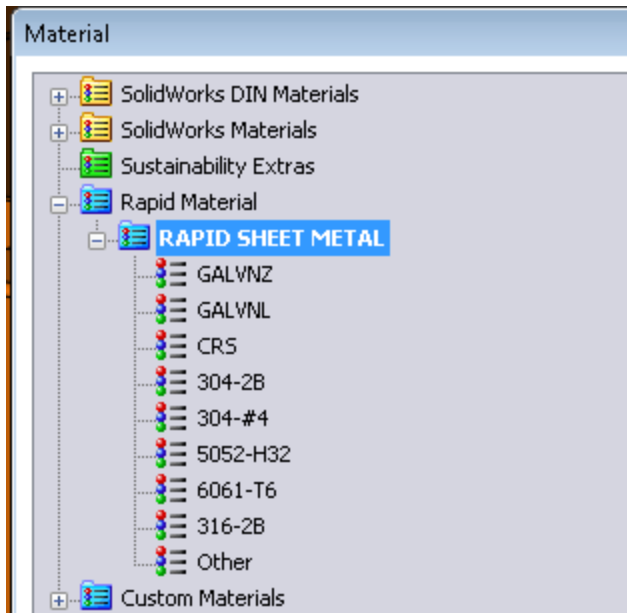 Material
SolidWorks DIN Materials
SolidWorks Materials
Sustainability Extras
Rapid Material
RAPID SHEET METAL
GALVNZ
GALVNL
CRS
304-2B
304-#4
5052-H32
6061-T6
316-2B
Other
Custom Materials